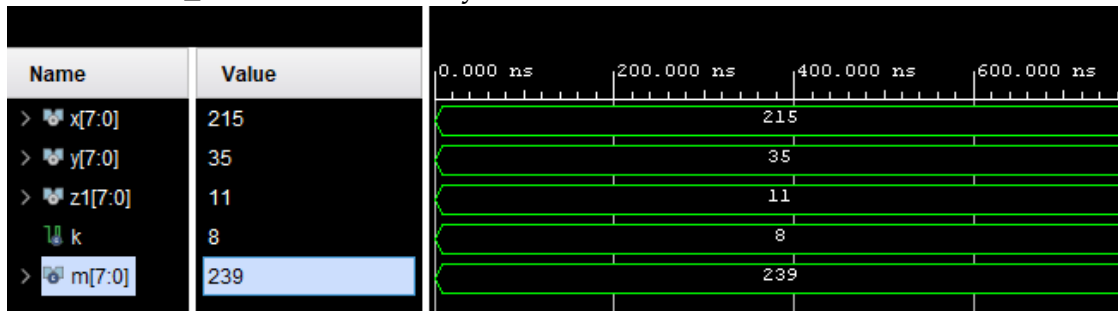 Name Value 0.000 ns 200.000 ns 400.000 ns 600.000 ns
x[7:0] 215 215
y[7:0] 35 35
z1[7:0] 11 11
k 8 8
m[7:0] 239 239